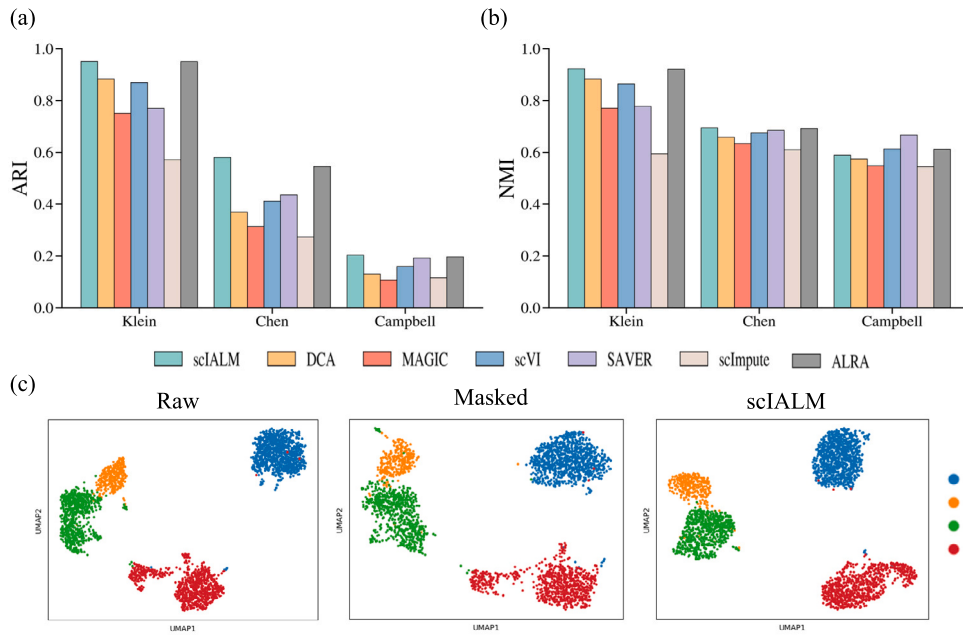 (a)
(b)
1.0
0.8
0.6
0.4
0.2
0.0
ARI
Klein
Chen
Campbell
1.0
0.8
0.6
0.4
0.2
0.0
NMI
Klein
Chen
Campbell
scIALM DCA MAGIC scVI SAVER scImpute ALRA
(c)
Raw
Masked
scIALM
UMAP2
UMAP1
UMAP2
UMAP1
UMAP2
UMAP1